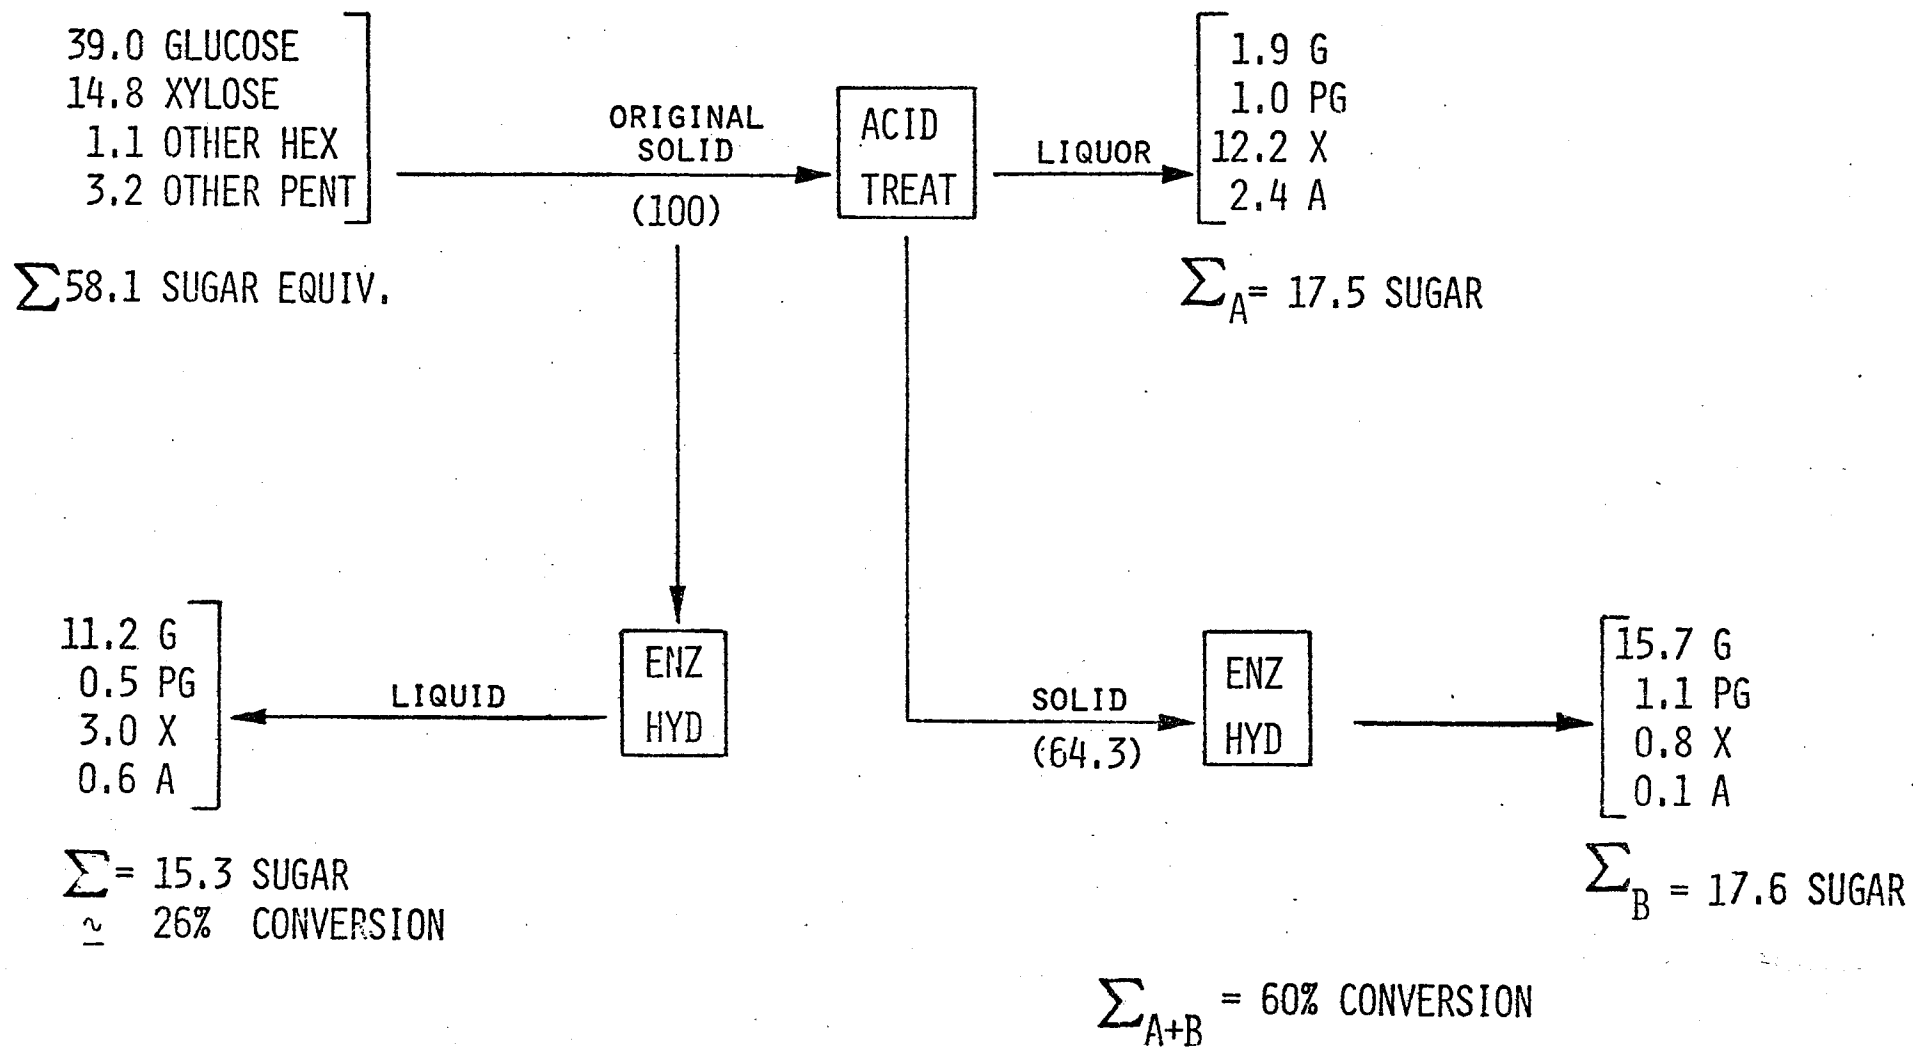 39.0 GLUCOSE
14.8 XYLOSE
1.1 OTHER HEX
3.2 OTHER PENT
∑58.1 SUGAR EQUIV.
ORIGINAL
SOLID
(100)
ACID
TREAT
LIQUOR
1.9 G
1.0 PG
12.2 X
2.4 A
∑A= 17.5 SUGAR
11.2 G
0.5 PG
3.0 X
0.6 A
LIQUID
ENZ
HYD
∑= 15.3 SUGAR
≃ 26% CONVERSION
SOLID
(64.3)
ENZ
HYD
15.7 G
1.1 PG
0.8 X
0.1 A
∑B = 17.6 SUGAR
∑A+B = 60% CONVERSION